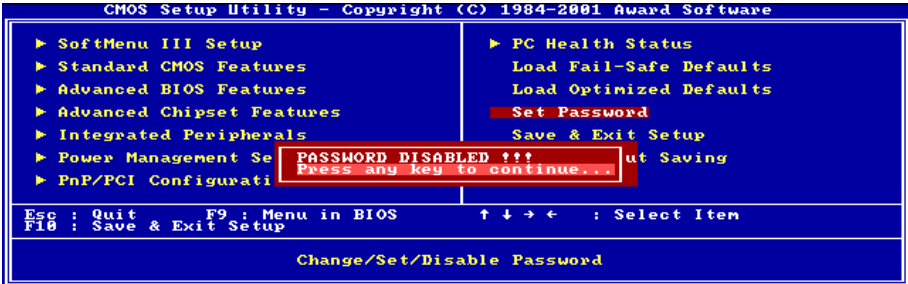 CMOS Setup Utility - Copyright (C) 1984-2001 Award Software
▶ SoftMenu III Setup
▶ Standard CMOS Features
▶ Advanced BIOS Features
▶ Advanced Chipset Features
▶ Integrated Peripherals
▶ Power Management Se
▶ PnP/PCI Configurati
▶ PC Health Status
Load Fail-Safe Defaults
Load Optimized Defaults
Set Password
Save & Exit Setup
ut Saving
PASSWORD DISABLED !!!
Press any key to continue...
Esc : Quit F9 : Menu in BIOS ↑ ↓ → ← : Select Item
F10 : Save & Exit Setup
Change/Set/Disable Password